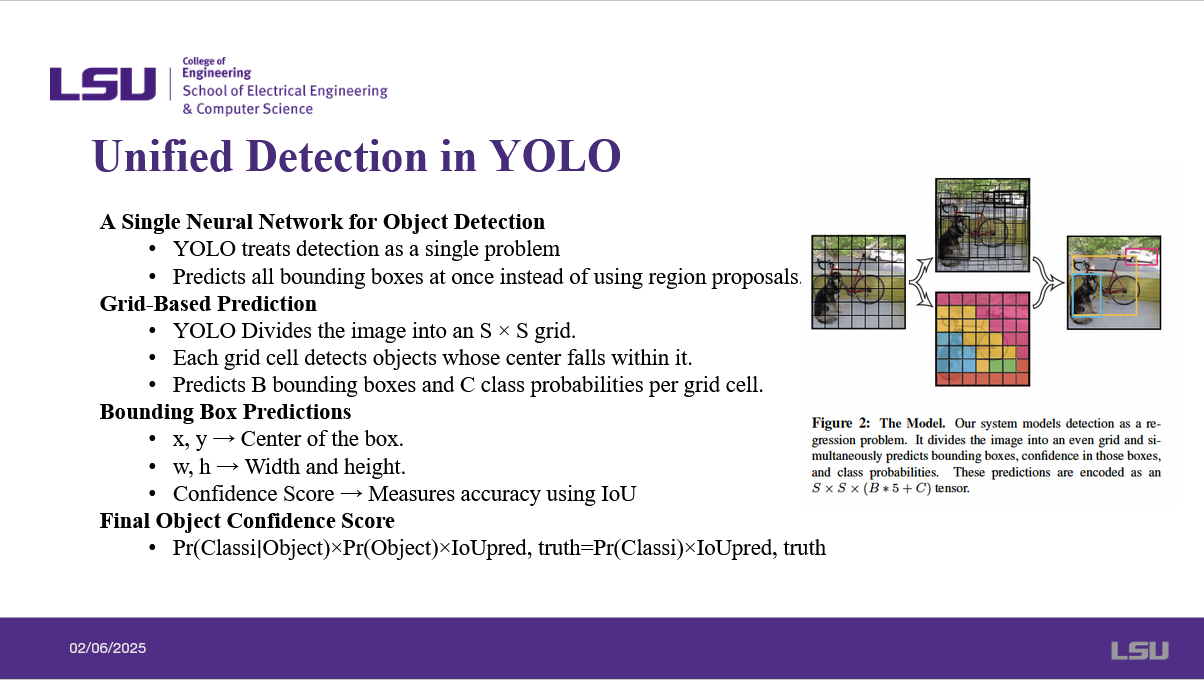 LSU
College of
Engineering
School of Electrical Engineering
& Computer Science
Unified Detection in YOLO
A Single Neural Network for Object Detection
• YOLO treats detection as a single problem
• Predicts all bounding boxes at once instead of using region proposals.
Grid-Based Prediction
• YOLO Divides the image into an S × S grid.
• Each grid cell detects objects whose center falls within it.
• Predicts B bounding boxes and C class probabilities per grid cell.
Bounding Box Predictions
• x, y → Center of the box.
• w, h → Width and height.
• Confidence Score → Measures accuracy using IoU
Final Object Confidence Score
• Pr(Classi|Object)×Pr(Object)×IoUpred, truth=Pr(Classi)×IoUpred, truth
Figure 2: The Model. Our system models detection as a re-
gression problem. It divides the image into an even grid and si-
multaneously predicts bounding boxes, confidence in those boxes,
and class probabilities. These predictions are encoded as an
S × S × (B ∗ 5 + C) tensor.
02/06/2025
LSU